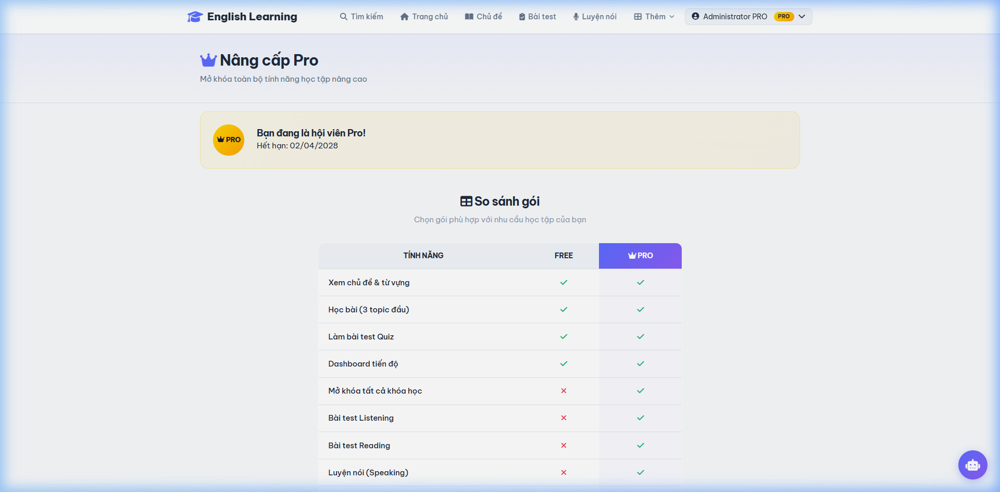 English Learning
Tìm kiếm
Trang chủ
Chủ đề
Bài test
Luyện nói
Thêm
Administrator PRO
PRO
Nâng cấp Pro
Mở khóa toàn bộ tính năng học tập nâng cao
PRO
Bạn đang là hội viên Pro!
Hết hạn: 02/04/2028
So sánh gói
Chọn gói phù hợp với nhu cầu học tập của bạn
TÍNH NĂNG FREE PRO
Xem chủ đề & từ vựng
Học bài (3 topic đầu)
Làm bài test Quiz
Dashboard tiến độ
Mở khóa tất cả khóa học
Bài test Listening
Bài test Reading
Luyện nói (Speaking)